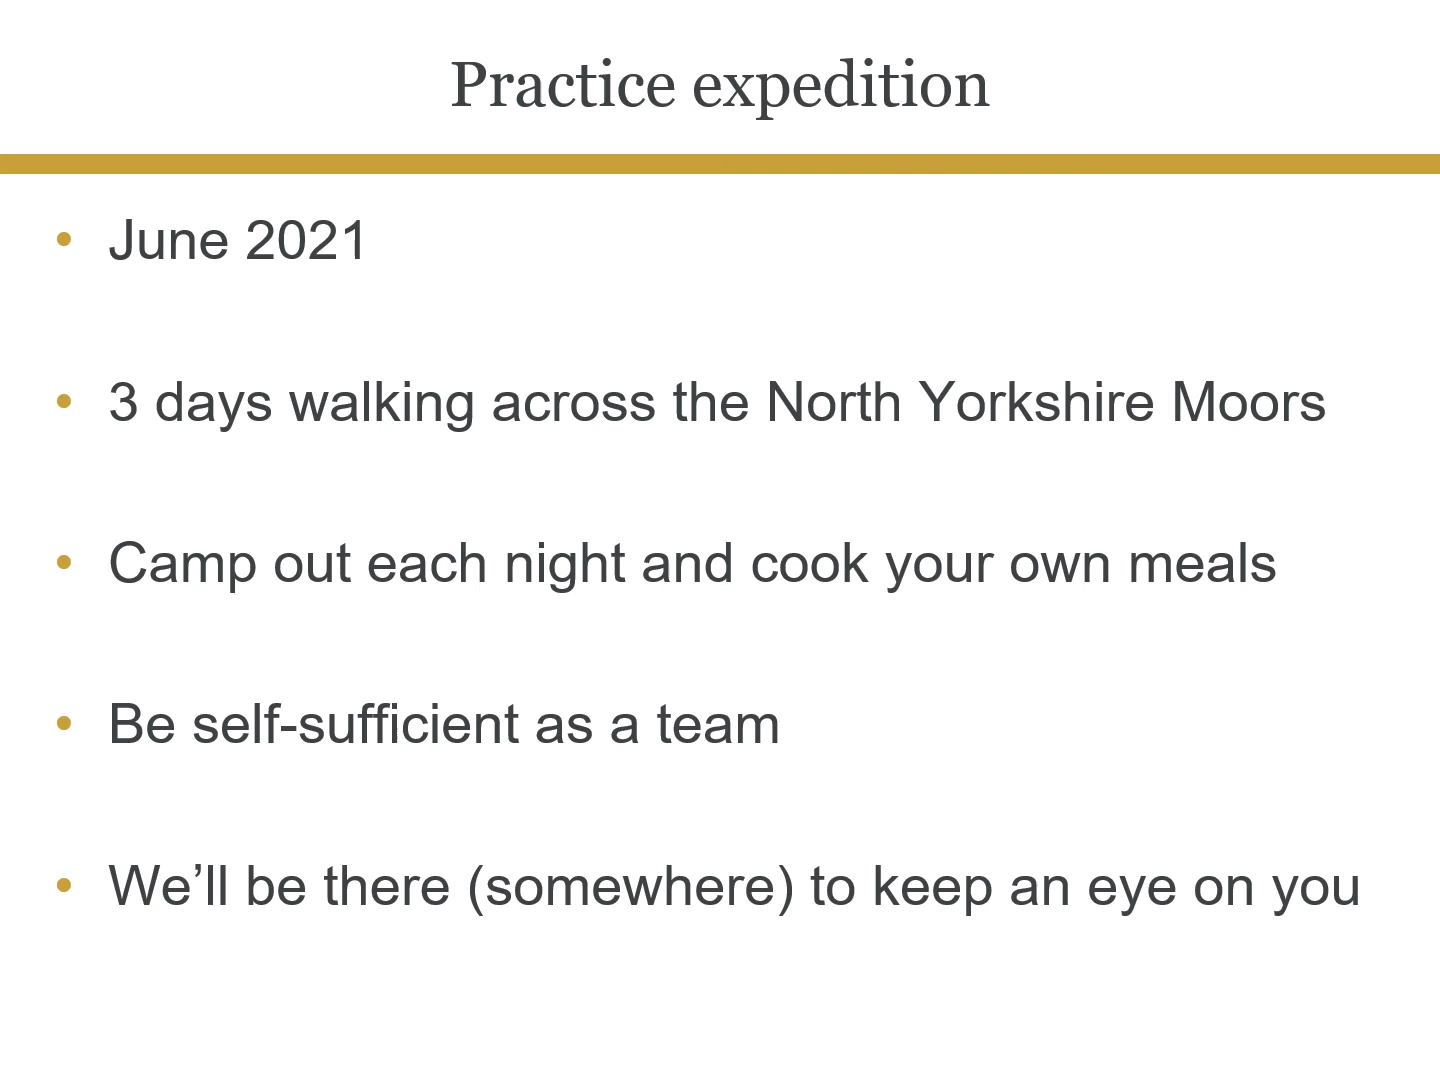 Practice expedition
• June 2021
• 3 days walking across the North Yorkshire Moors
• Camp out each night and cook your own meals
• Be self-sufficient as a team
• We’ll be there (somewhere) to keep an eye on you